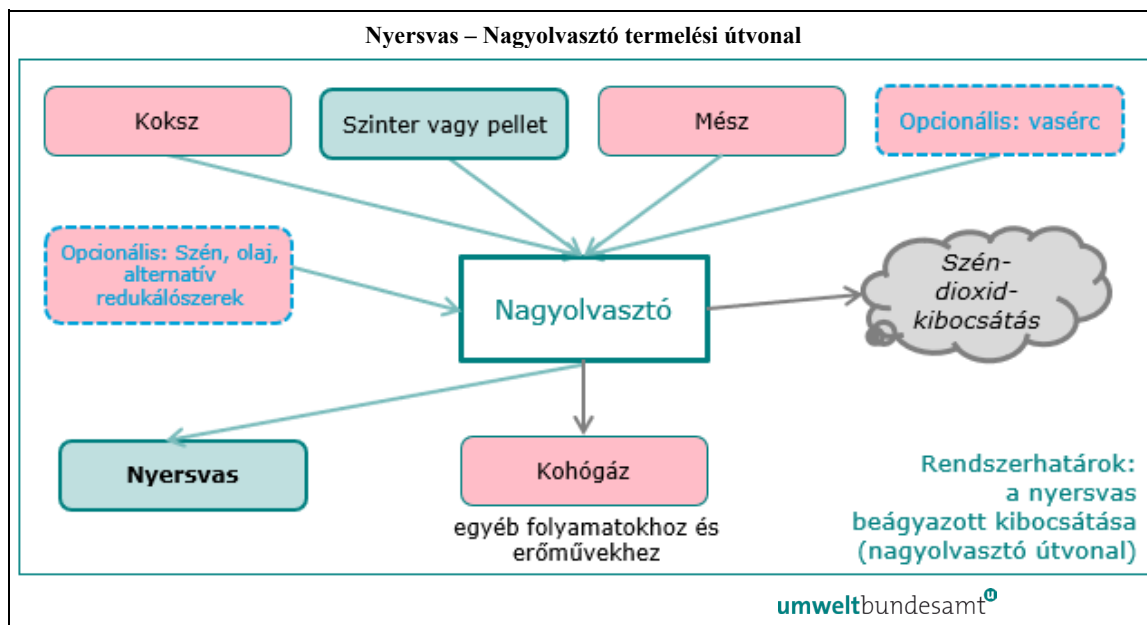 Nyersvas – Nagyolvasztó termelési útvonal
Koksz
Szinter vagy pellet
Mész
Opcionális: vasérc
Opcionális: Szén, olaj,
alternatív
redukálószerek
Nagyolvasztó
Szén-
dioxid-
kibocsátás
Nyersvas
Kohógáz
egyéb folyamatokhoz és
erőművekhez
Rendszerhatárok:
a nyersvas
beágyazott kibocsátása
(nagyolvasztó útvonal)
umweltbundesamt